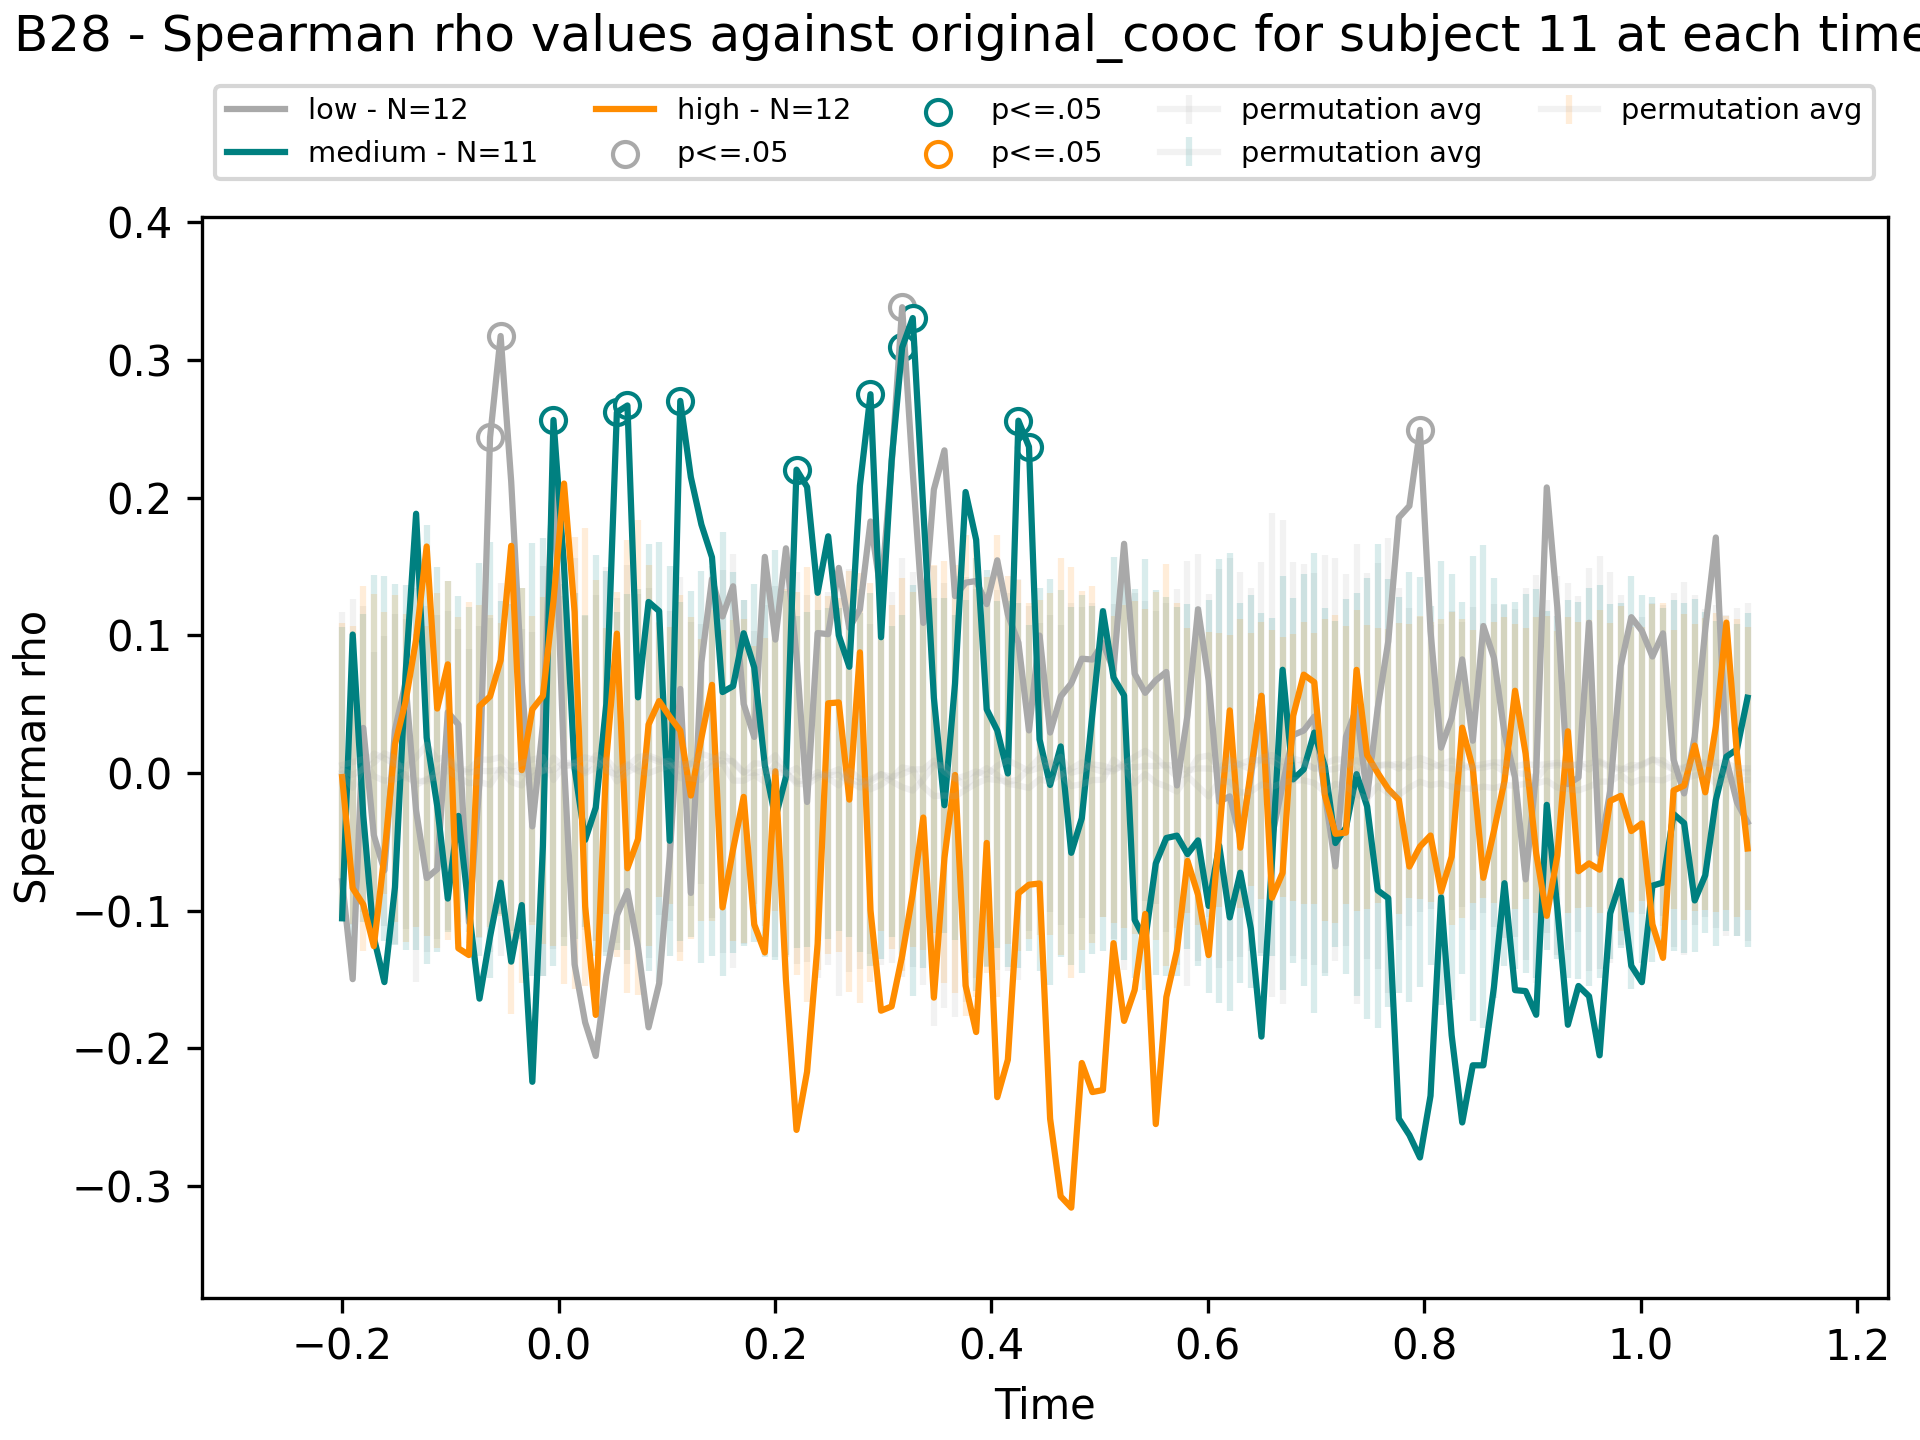 B28 - Spearman rho values against original_cooc for subject 11 at each time
low - N=12
medium - N=11
high - N=12
p<=.05
p<=.05
p<=.05
permutation avg
permutation avg
permutation avg
Spearman rho
0.4
0.3
0.2
0.1
0.0
−0.1
−0.2
−0.3
−0.2
0.0
0.2
0.4
0.6
0.8
1.0
1.2
Time